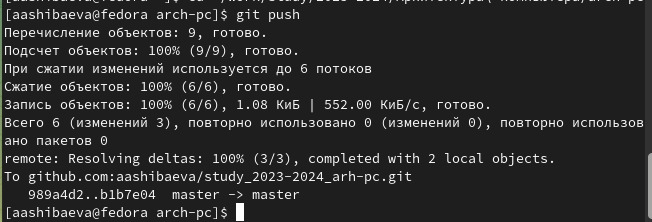 [aashibaeva@fedora arch-pc]$ git push
Перечисление объектов: 9, готово.
Подсчет объектов: 100% (9/9), готово.
При сжатии изменений используется до 6 потоков
Сжатие объектов: 100% (6/6), готово.
Запись объектов: 100% (6/6), 1.08 КиБ | 552.00 КиБ/с, готово.
Всего 6 (изменений 3), повторно использовано 0 (изменений 0), повторно использов
ано пакетов 0
remote: Resolving deltas: 100% (3/3), completed with 2 local objects.
To github.com:aashibaeva/study_2023-2024_arh-pc.git
   989a4d2..b1b7e04  master -> master
[aashibaeva@fedora arch-pc]$